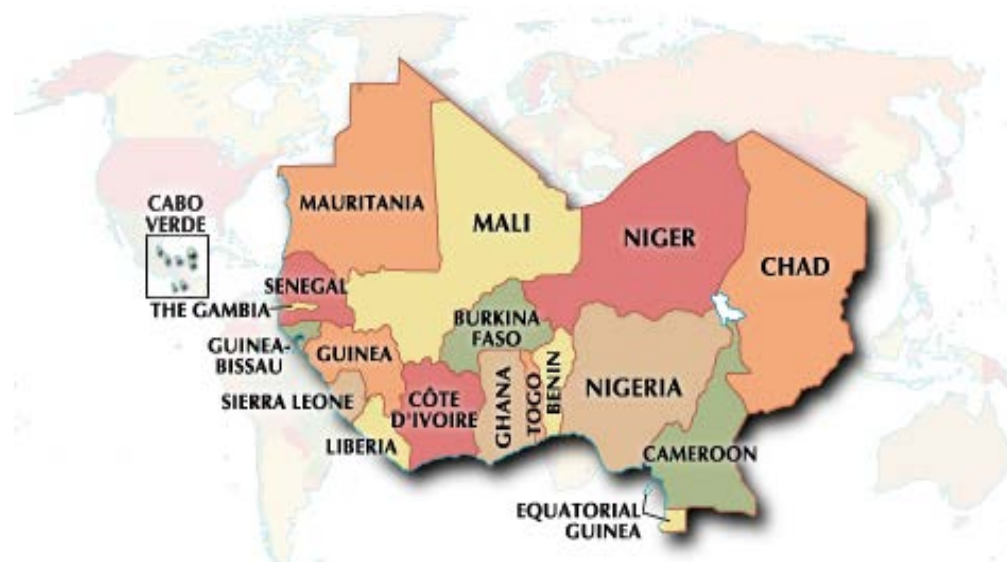 CABO
VERDE
MAURITANIA
MALI
NIGER
CHAD
SENEGAL
THE GAMBIA
BURKINA
FASO
GUINEA-
BISSAU
GUINEA
SIERRA LEONE
CÔTE
D'IVOIRE
GHANA
TOGO
BENIN
NIGERIA
LIBERIA
CAMEROON
EQUATORIAL
GUINEA